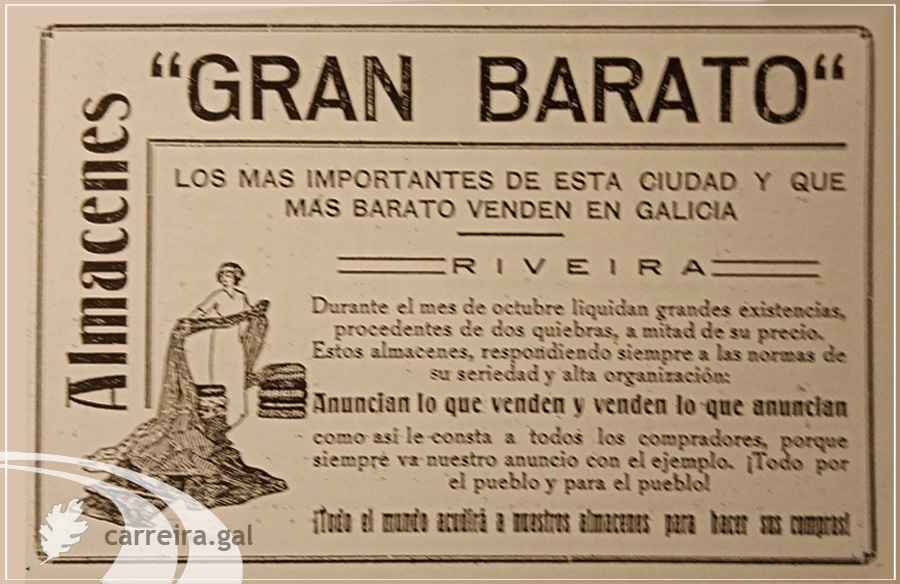 Almacenes
"GRAN BARATO"
LOS MAS IMPORTANTES DE ESTA CIUDAD Y QUE
MÁS BARATO VENDEN EN GALICIA
RIVEIRA
Durante el mes de octubre liquidan grandes existencias,
procedentes de dos quiebras, a mitad de su precio.
Estos almacenes, respondiendo siempre a las normas de
su seriedad y alta organización:
Anuncian lo que venden y venden lo que anuncian
como así le consta a todos los compradores, porque
siempre va nuestro anuncio con el ejemplo. ¡Todo por
el pueblo y para el pueblo!
¡Todo el mundo acudirá a nuestros almacenes para hacer sus compras!
carreira.gal